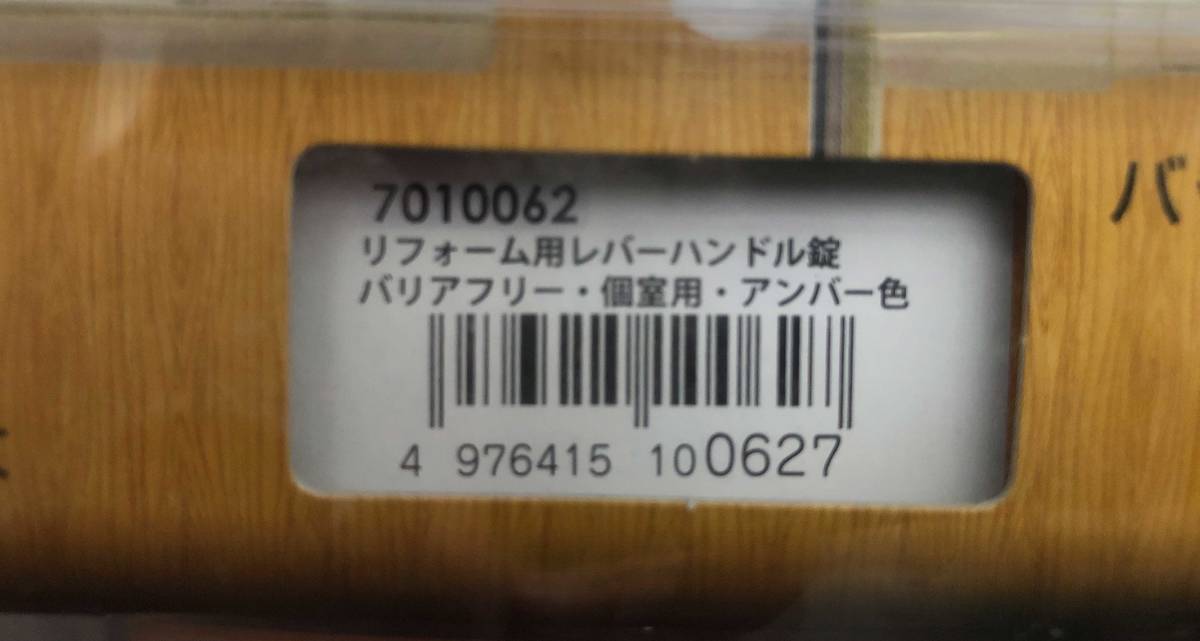 7010062
リフォーム用レバーハンドル錠
バリアフリー・個室用・アンバー色
4 976415 100627
バ